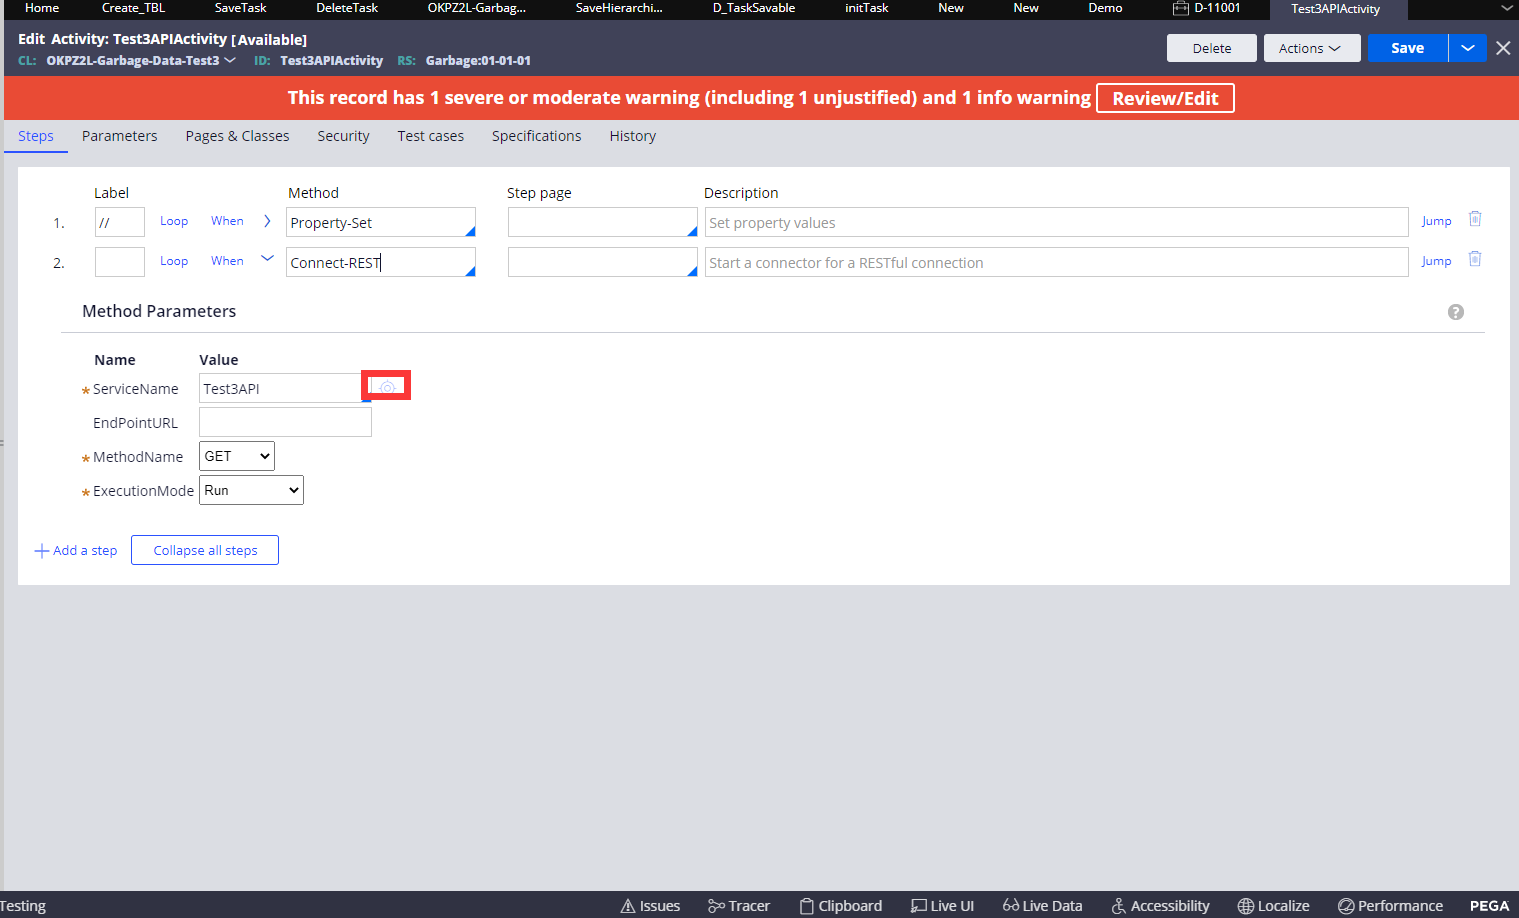 Home Create_TBL SaveTask DeleteTask OKPZ2L-Garbag... SaveHierarchi... D_TaskSavable initTask New New Demo D-11001 Test3APIActivity
Edit Activity: Test3APIActivity [Available]
CL: OKPZ2L-Garbage-Data-Test3 ID: Test3APIActivity RS: Garbage:01-01-01
Delete Actions Save
This record has 1 severe or moderate warning (including 1 unjustified) and 1 info warning Review/Edit
Steps Parameters Pages & Classes Security Test cases Specifications History
Label Method Step page Description
1. // Loop When Property-Set Set property values Jump
2. Loop When Connect-REST Start a connector for a RESTful connection Jump
Method Parameters ?
Name Value
* ServiceName Test3API
EndPointURL
* MethodName GET
* ExecutionMode Run
+ Add a step Collapse all steps
Testing Issues Tracer Clipboard Live UI Live Data Accessibility Localize Performance PEGA